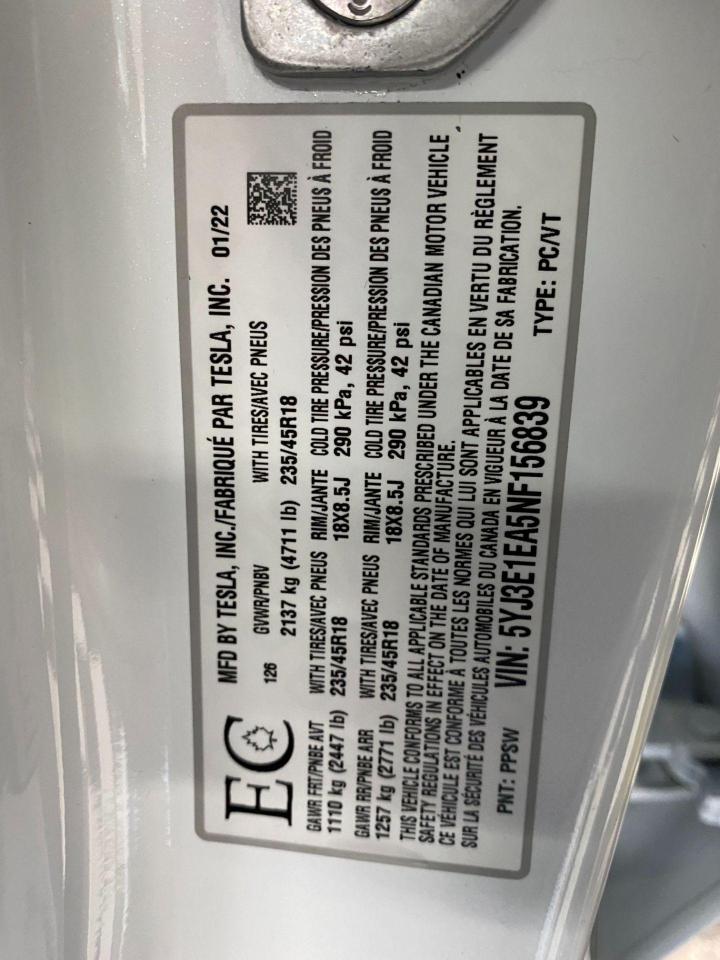 MFD BY TESLA, INC./FABRIQUÉ PAR TESLA, INC. 01/22
EC
126 GVWR/PNBV WITH TIRES/AVEC PNEUS
2137 kg (4711 lb) 235/45R18
GAWR FRT/PNBE AVT WITH TIRES/AVEC PNEUS RIM/JANTE COLD TIRE PRESSURE/PRESSION DES PNEUS À FROID
1110 kg (2447 lb) 235/45R18 18X8.5J 290 kPa, 42 psi
GAWR RR/PNBE ARR WITH TIRES/AVEC PNEUS RIM/JANTE COLD TIRE PRESSURE/PRESSION DES PNEUS À FROID
1257 kg (2771 lb) 235/45R18 18X8.5J 290 kPa, 42 psi
THIS VEHICLE CONFORMS TO ALL APPLICABLE STANDARDS PRESCRIBED UNDER THE CANADIAN MOTOR VEHICLE
SAFETY REGULATIONS IN EFFECT ON THE DATE OF MANUFACTURE.
CE VÉHICULE EST CONFORME À TOUTES LES NORMES QUI LUI SONT APPLICABLES EN VERTU DU RÈGLEMENT
SUR LA SÉCURITÉ DES VÉHICULES AUTOMOBILES DU CANADA EN VIGUEUR À LA DATE DE SA FABRICATION.
PNT: PPSW VIN: 5YJ3E1EA5NF156839 TYPE: PC/VT